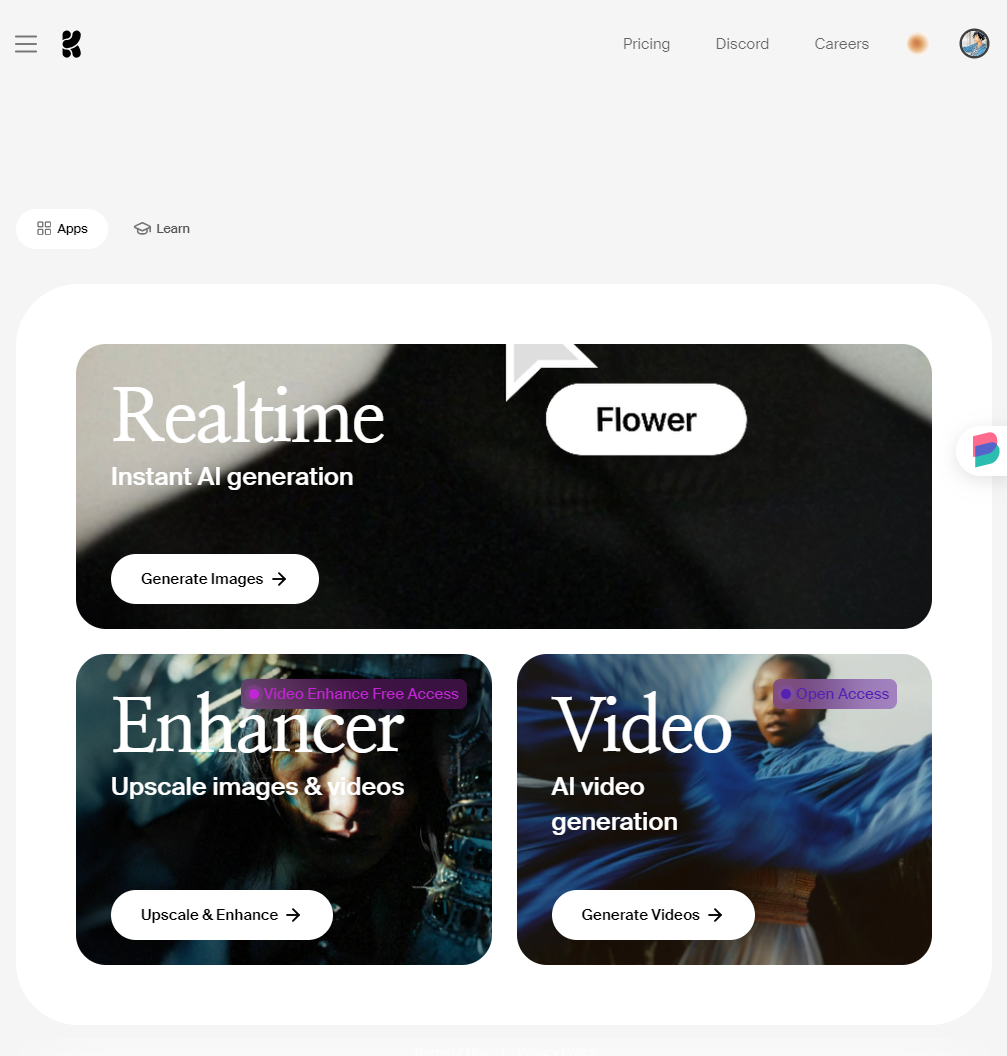 Pricing
Discord
Careers
Apps
Learn
Realtime
Instant AI generation
Flower
Generate Images
Video Enhance Free Access
Enhancer
Upscale images & videos
Upscale & Enhance
Open Access
Video
AI video
generation
Generate Videos